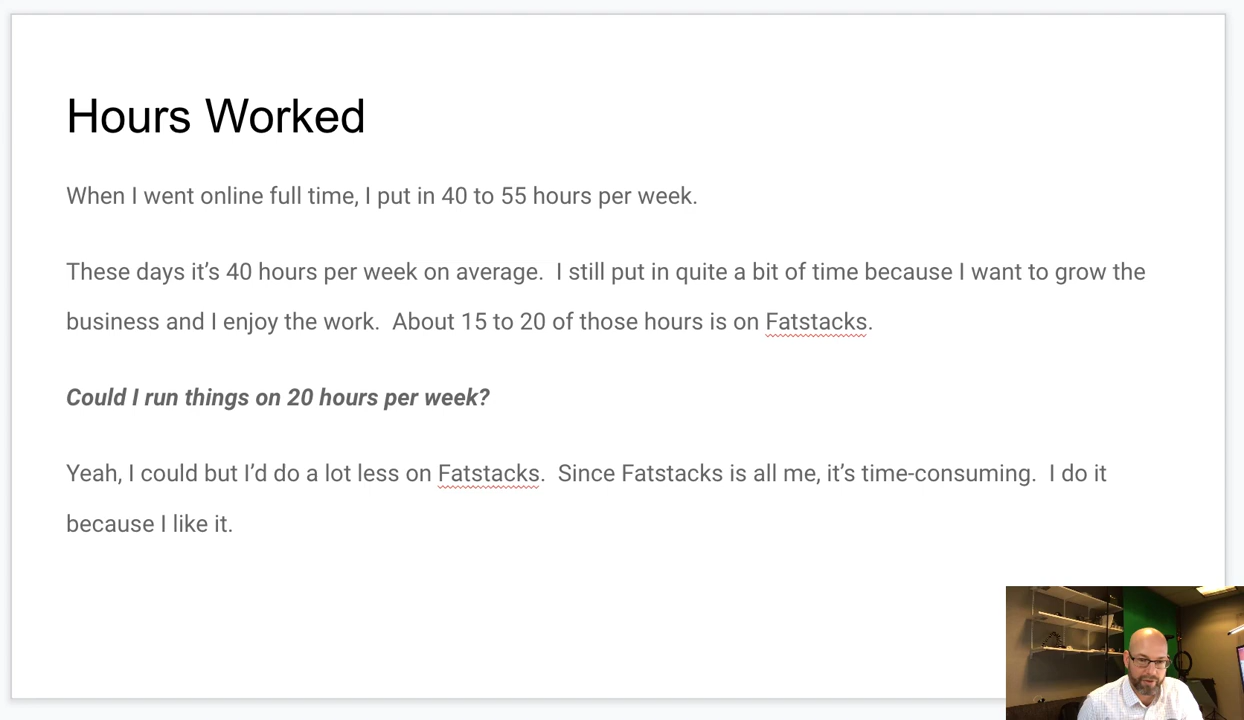 Hours Worked
When I went online full time, I put in 40 to 55 hours per week.
These days it’s 40 hours per week on average.  I still put in quite a bit of time because I want to grow the
business and I enjoy the work.  About 15 to 20 of those hours is on Fatstacks.
Could I run things on 20 hours per week?
Yeah, I could but I’d do a lot less on Fatstacks.  Since Fatstacks is all me, it’s time-consuming.  I do it
because I like it.